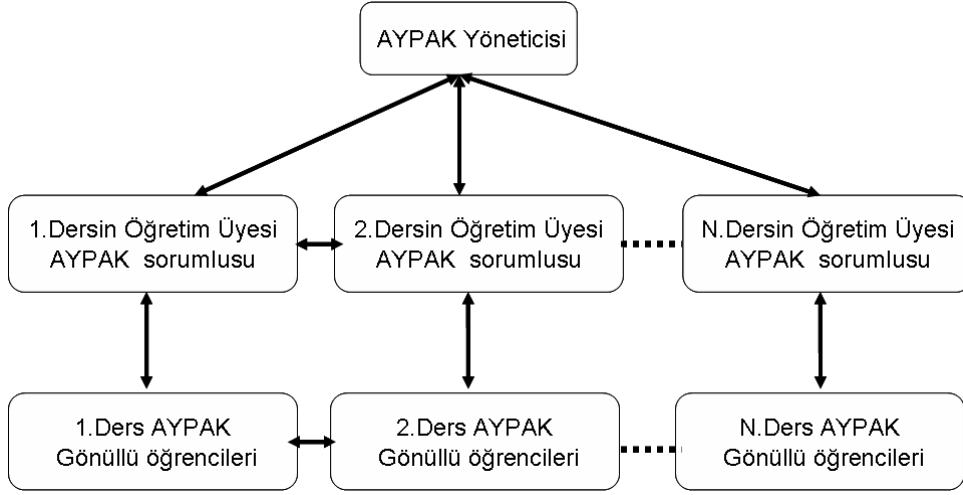 AYPAK Yöneticisi
1.Dersin Öğretim Üyesi
AYPAK sorumlusu
2.Dersin Öğretim Üyesi
AYPAK sorumlusu
N.Dersin Öğretim Üyesi
AYPAK sorumlusu
1.Ders AYPAK
Gönüllü öğrencileri
2.Ders AYPAK
Gönüllü öğrencileri
N.Ders AYPAK
Gönüllü öğrencileri